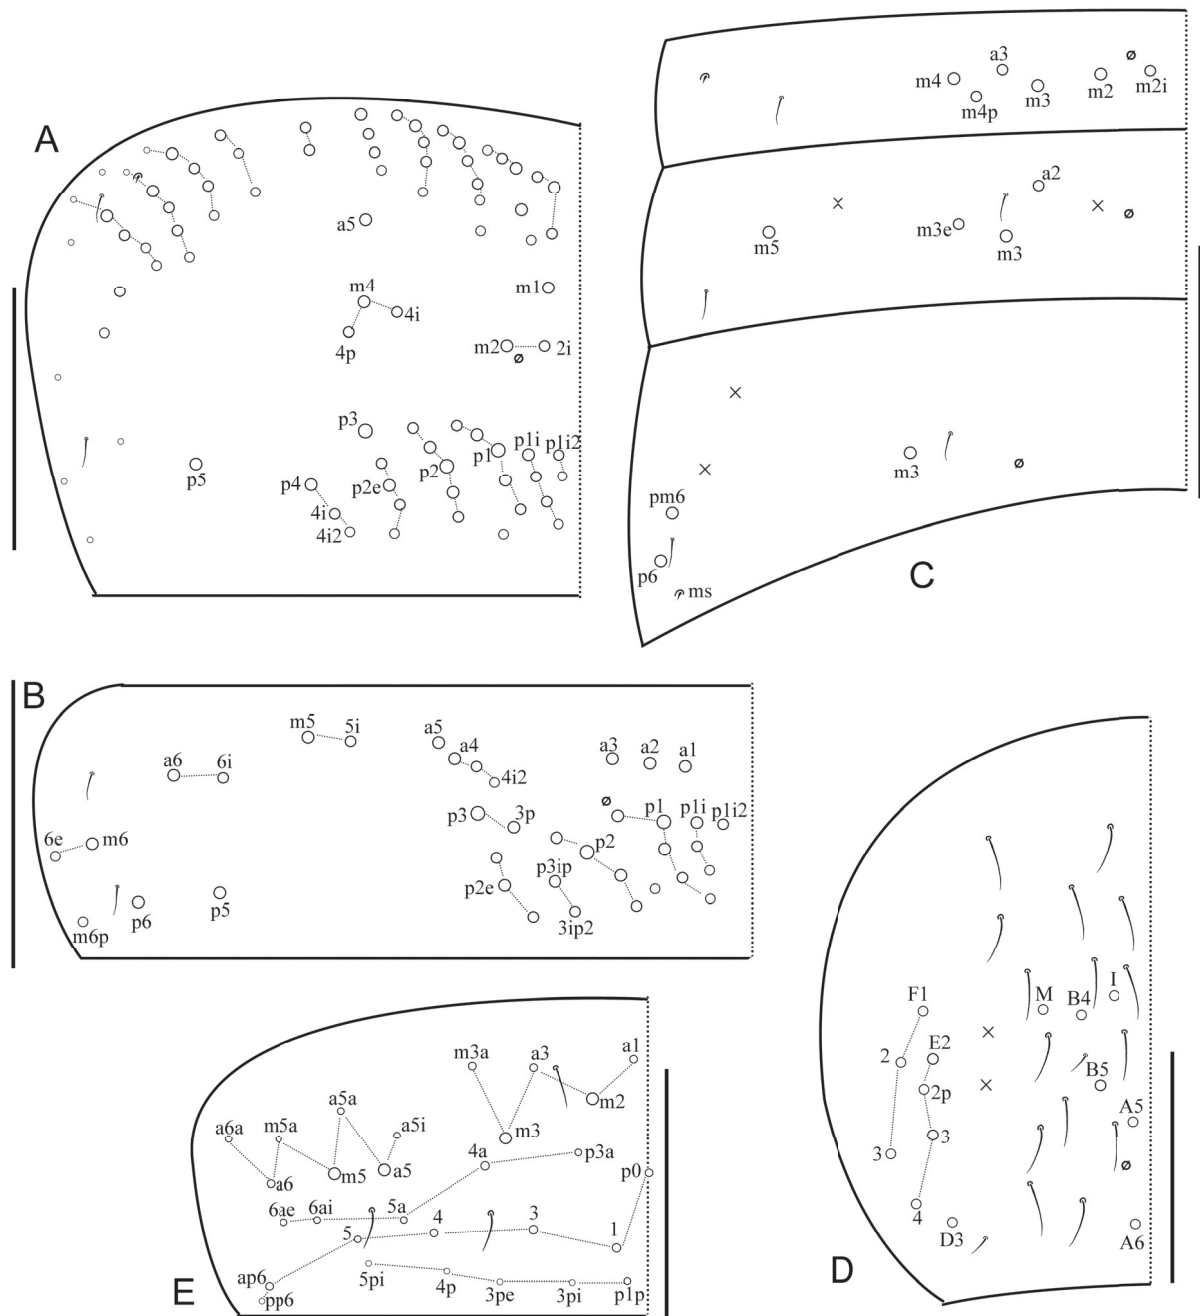 A
a5
m4
4i
4p
m1
m2
ø
2i
p3
p1
p1i
p1i2
p2
p5
p4
p2e
4i
4i2
C
a3
ø
m4
m4p
m3
m2
m2i
a2
×
×
ø
m5
m3e
m3
×
×
m3
ø
pm6
p6
ms
B
m5
5i
a5
a4
a3
a2
a1
a6
6i
4i2
ø
p1
p1i
p1i2
p3
3p
6e
m6
p2
p3ip
p2e
p5
p6
m6p
3ip2
E
m3a
a3
a1
a5a
a6a
m5a
a5i
m2
m3
4a
p3a
a6
m5
a5
p0
6ae
6ai
5a
4
3
5
1
ap6
5pi
4p
3pe
3pi
p1p
pp6
D
F1
M
B4
I
×
2
E2
2p
×
B5
A5
3
3
ø
4
D3
A6